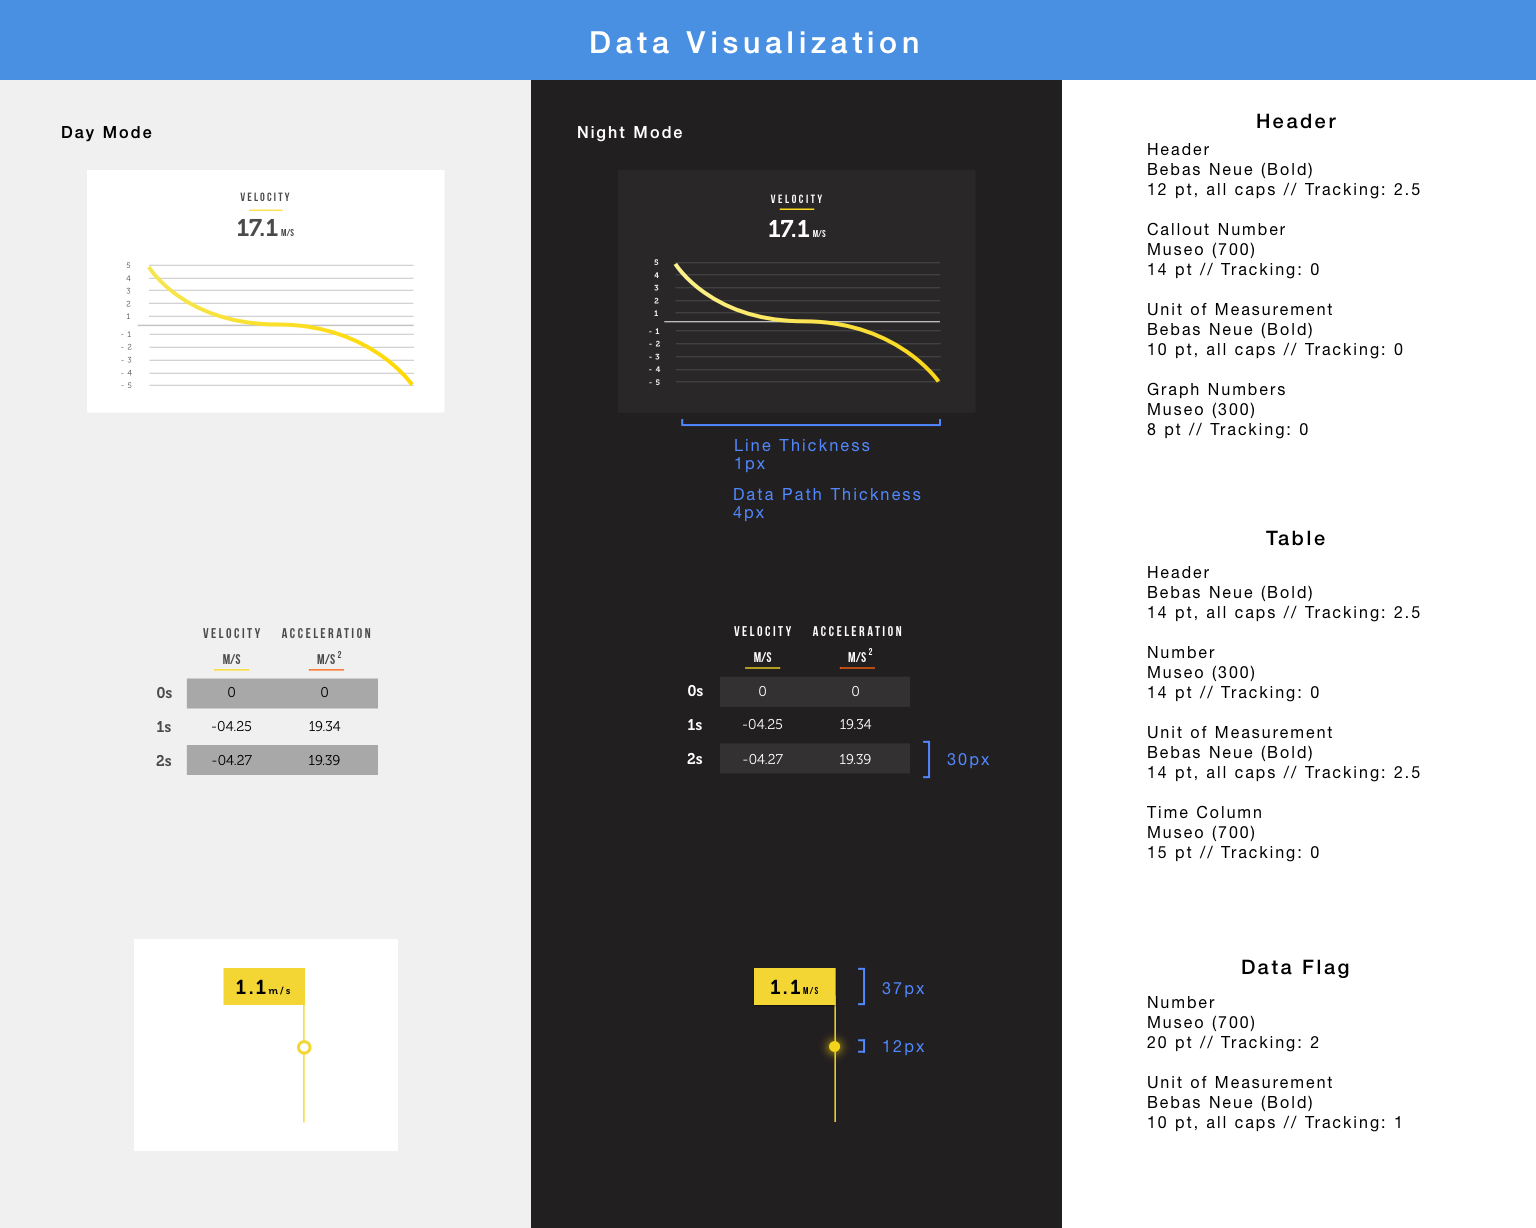 Data Visualization
Day Mode
VELOCITY
17.1 M/S
5
4
3
2
1
- 1
- 2
- 3
- 4
- 5
VELOCITY ACCELERATION
M/S M/S2
0s 0 0
1s -04.25 19.34
2s -04.27 19.39
1.1 m/s
Night Mode
VELOCITY
17.1 M/S
5
4
3
2
1
- 1
- 2
- 3
- 4
- 5
Line Thickness
1px
Data Path Thickness
4px
VELOCITY ACCELERATION
M/S M/S2
0s 0 0
1s -04.25 19.34
2s -04.27 19.39 30px
1.1 M/S 37px
12px
Header
Header
Bebas Neue (Bold)
12 pt, all caps // Tracking: 2.5
Callout Number
Museo (700)
14 pt // Tracking: 0
Unit of Measurement
Bebas Neue (Bold)
10 pt, all caps // Tracking: 0
Graph Numbers
Museo (300)
8 pt // Tracking: 0
Table
Header
Bebas Neue (Bold)
14 pt, all caps // Tracking: 2.5
Number
Museo (300)
14 pt // Tracking: 0
Unit of Measurement
Bebas Neue (Bold)
14 pt, all caps // Tracking: 2.5
Time Column
Museo (700)
15 pt // Tracking: 0
Data Flag
Number
Museo (700)
20 pt // Tracking: 2
Unit of Measurement
Bebas Neue (Bold)
10 pt, all caps // Tracking: 1